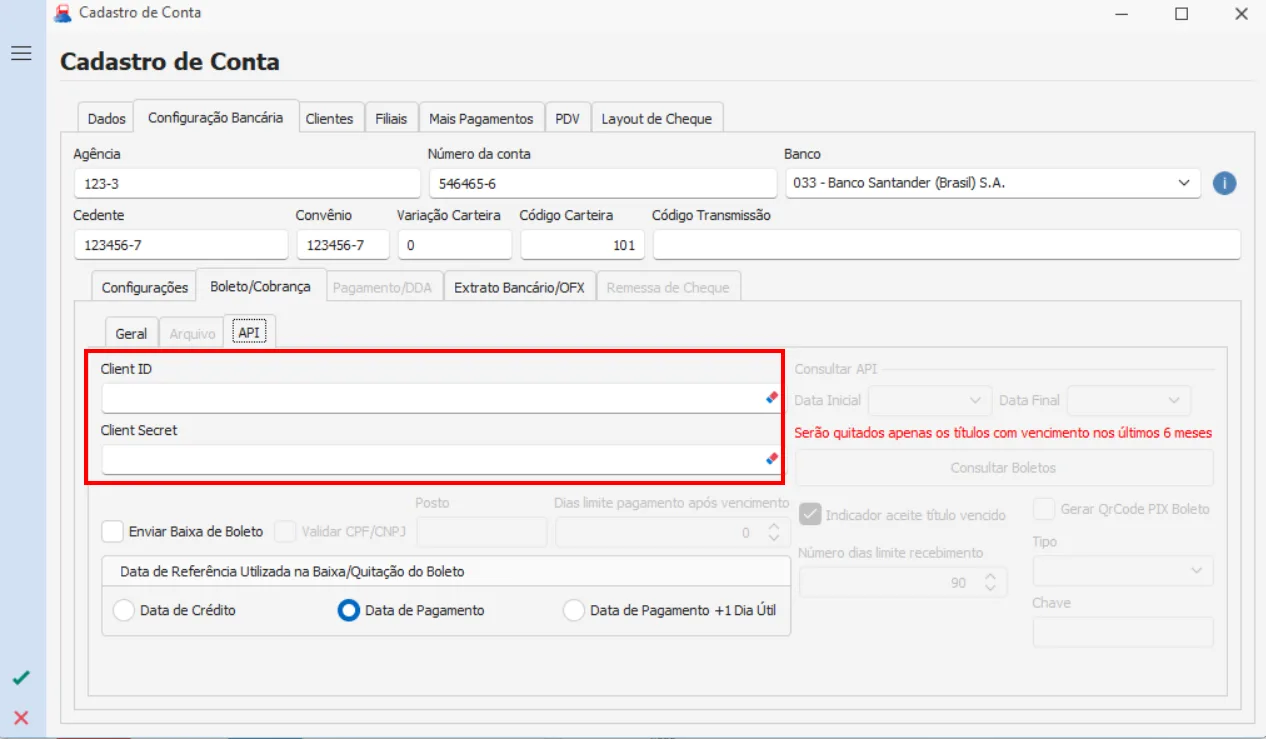 Cadastro de Conta
Cadastro de Conta
Dados Configuração Bancária Clientes Filiais Mais Pagamentos PDV Layout de Cheque
Agência Número da conta Banco
123-3 546465-6 033 - Banco Santander (Brasil) S.A.
Cedente Convênio Variação Carteira Código Carteira Código Transmissão
123456-7 123456-7 0 101
Configurações Boleto/Cobrança Pagamento/DDA Extrato Bancário/OFX Remessa de Cheque
Geral Arquivo API
Client ID Consultar API
Data Inicial Data Final
Client Secret Serão quitados apenas os títulos com vencimento nos últimos 6 meses
Consultar Boletos
Posto Dias limite pagamento após vencimento
Indicador aceite título vencido Gerar QrCode PIX Boleto
Enviar Baixa de Boleto Validar CPF/CNPJ 0
Tipo
Número dias limite recebimento
Data de Referência Utilizada na Baixa/Quitação do Boleto
90
Chave
Data de Crédito Data de Pagamento Data de Pagamento +1 Dia Útil